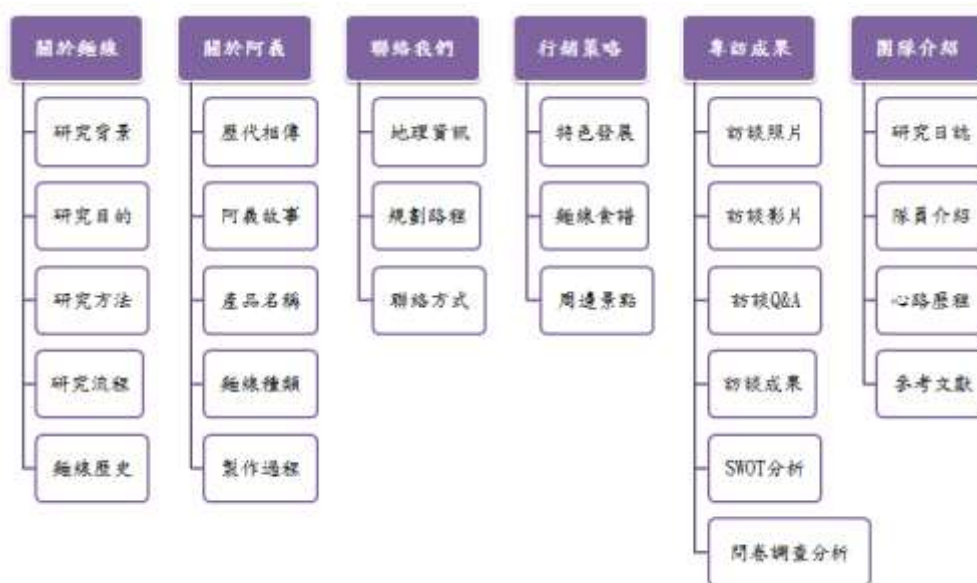 關於麵線
研究背景
研究目的
研究方法
研究流程
麵線歷史
關於阿義
歷代相傳
阿義故事
產品名稱
麵線種類
製作過程
聯絡我們
地理資訊
規劃路程
聯絡方式
行銷策略
特色發展
麵線食譜
周邊景點
專訪成果
訪談照片
訪談影片
訪談Q&A
訪談成果
SWOT分析
問卷調查分析
團隊介紹
研究日誌
隊員介紹
心路歷程
參考文獻